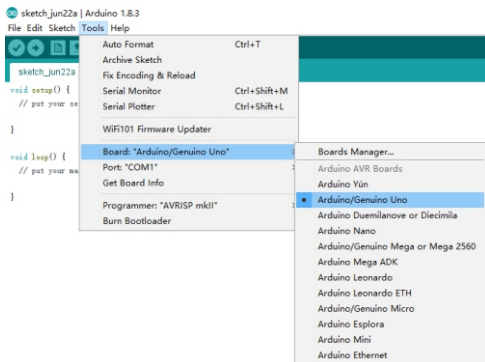 sketch_jun22a | Arduino 1.8.3
File Edit Sketch Tools Help
sketch_jun22a
void setup() {
// put your se
}
void loop() {
// put your ma
}
Auto Format Ctrl+T
Archive Sketch
Fix Encoding & Reload
Serial Monitor Ctrl+Shift+M
Serial Plotter Ctrl+Shift+L
WiFi101 Firmware Updater
Board: "Arduino/Genuino Uno"
Port: "COM1"
Get Board Info
Programmer: "AVRISP mkII"
Burn Bootloader
Boards Manager...
Arduino AVR Boards
Arduino Yún
Arduino/Genuino Uno
Arduino Duemilanove or Diecimila
Arduino Nano
Arduino/Genuino Mega or Mega 2560
Arduino Mega ADK
Arduino Leonardo
Arduino Leonardo ETH
Arduino/Genuino Micro
Arduino Esplora
Arduino Mini
Arduino Ethernet